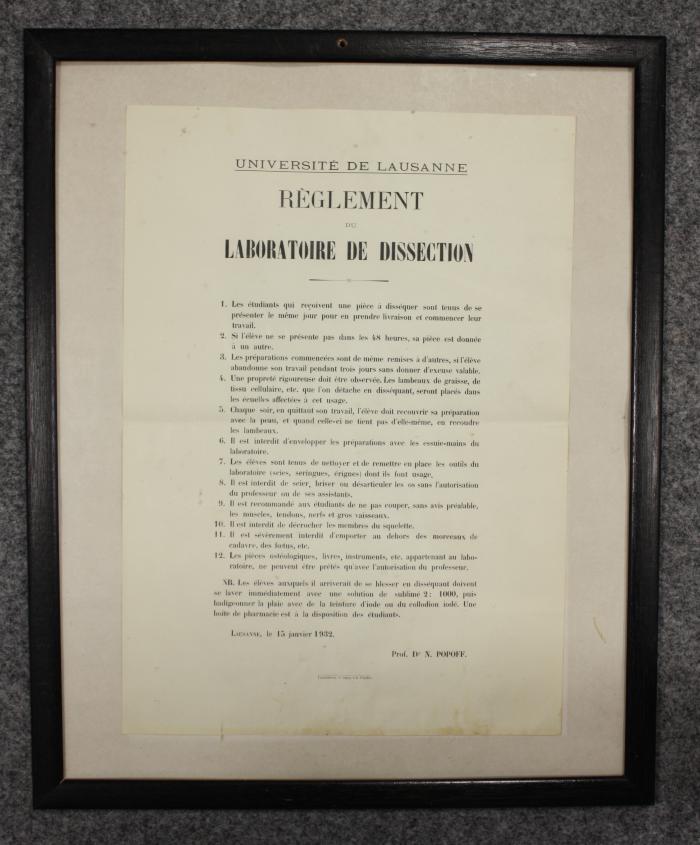 UNIVERSITÉ DE LAUSANNE
RÈGLEMENT
DU
LABORATOIRE DE DISSECTION
1. Les étudiants qui reçoivent une pièce à disséquer sont tenus de se
présenter le même jour pour en prendre livraison et commencer leur
travail.
2. Si l'élève ne se présente pas dans les 48 heures, sa pièce est donnée
à un autre.
3. Les préparations commencées sont de même remises à d'autres, si l'élève
abandonne son travail pendant trois jours sans donner d'excuse valable.
4. Une propreté rigoureuse doit être observée. Les lambeaux de graisse, de
tissu cellulaire, etc. que l'on détache en disséquant, seront placés dans
les écuelles affectées à cet usage.
5. Chaque soir, en quittant son travail, l'élève doit recouvrir sa préparation
avec la peau, et quand celle-ci ne tient pas d'elle-même, en recoudre
les lambeaux.
6. Il est interdit d'envelopper les préparations avec les essuie-mains du
laboratoire.
7. Les élèves sont tenus de nettoyer et de remettre en place les outils du
laboratoire (scies, seringues, érignes) dont ils font usage.
8. Il est interdit de scier, briser ou désarticuler les os sans l'autorisation
du professeur ou de ses assistants.
9. Il est recommandé aux étudiants de ne pas couper, sans avis préalable,
les muscles, tendons, nerfs et gros vaisseaux.
10. Il est interdit de décrocher les membres du squelette.
11. Il est sévèrement interdit d'emporter au dehors des morceaux de
cadavre, des fœtus, etc.
12. Les pièces ostéologiques, livres, instruments, etc. appartenant au labo-
ratoire, ne peuvent être prêtés qu'avec l'autorisation du professeur.
NB. Les élèves auxquels il arriverait de se blesser en disséquant doivent
se laver immédiatement avec une solution de sublimé 2 : 1000, puis
badigeonner la plaie avec de la teinture d'iode ou du collodion iodé. Une
boîte de pharmacie est à la disposition des étudiants.
LAUSANNE, le 15 janvier 1932.
Prof. Dr N. POPOFF.